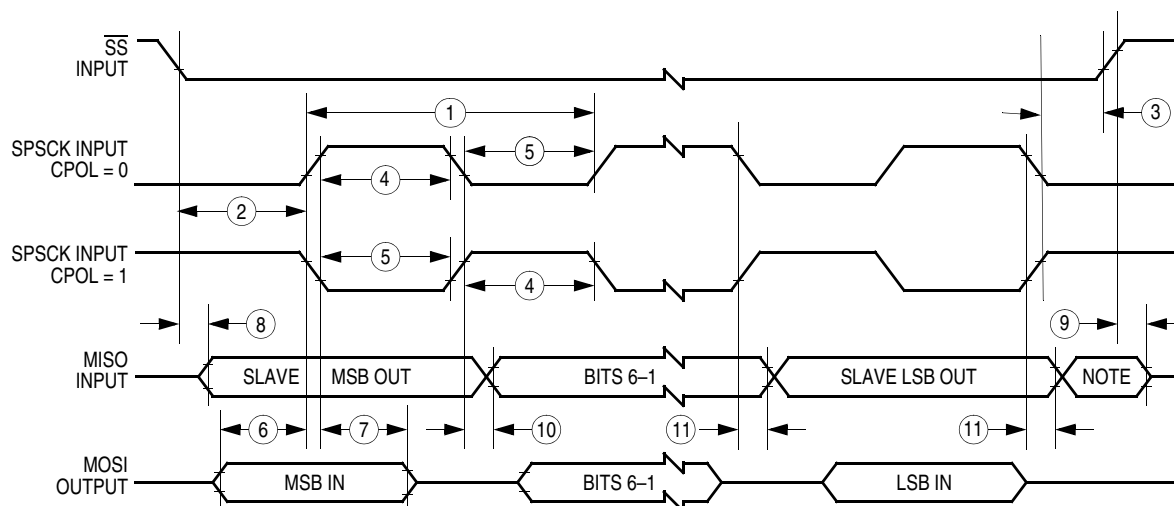 SS
INPUT
1
3
SPSCK INPUT
CPOL = 0
5
4
2
SPSCK INPUT
CPOL = 1
5
4
8
9
MISO
INPUT
SLAVE MSB OUT
BITS 6–1
SLAVE LSB OUT
NOTE
6
7
10
11
11
MOSI
OUTPUT
MSB IN
BITS 6–1
LSB IN